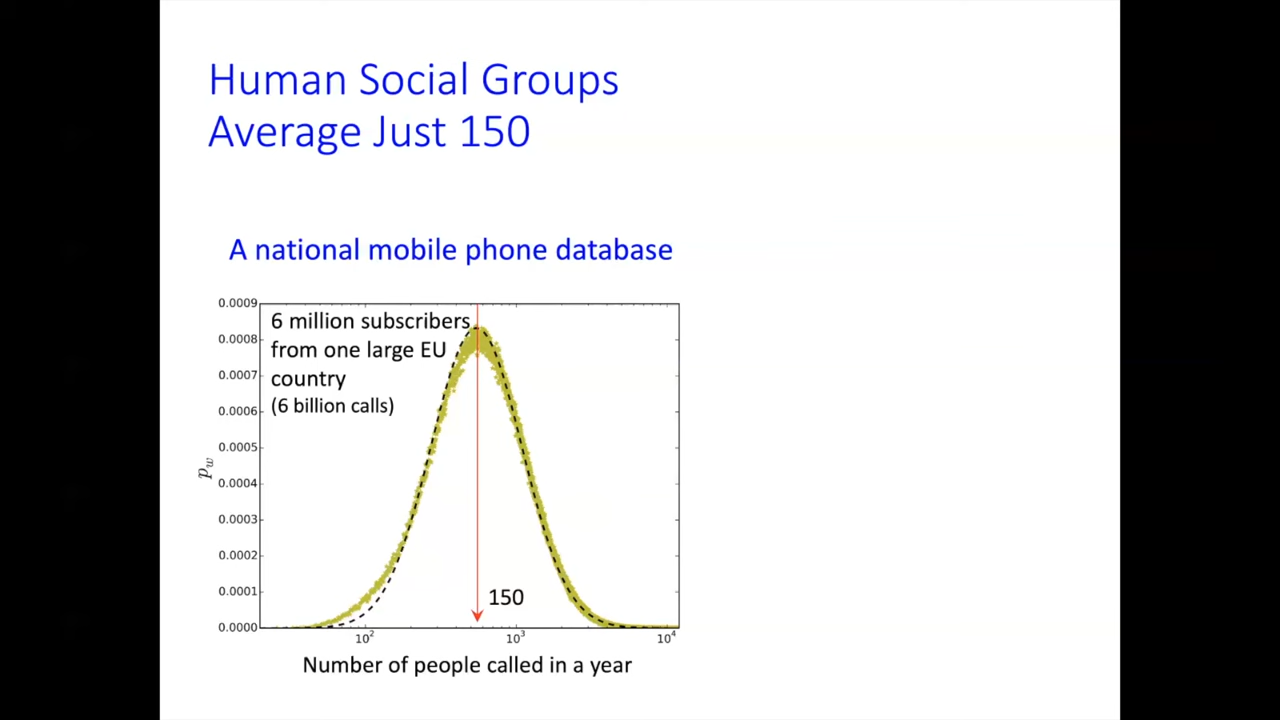 Human Social Groups
Average Just 150
A national mobile phone database
0.0009
0.0008
0.0007
0.0006
0.0005
0.0004
0.0003
0.0002
0.0001
0.0000
p_w
6 million subscribers
from one large EU
country
(6 billion calls)
150
10² 10³ 10⁴
Number of people called in a year